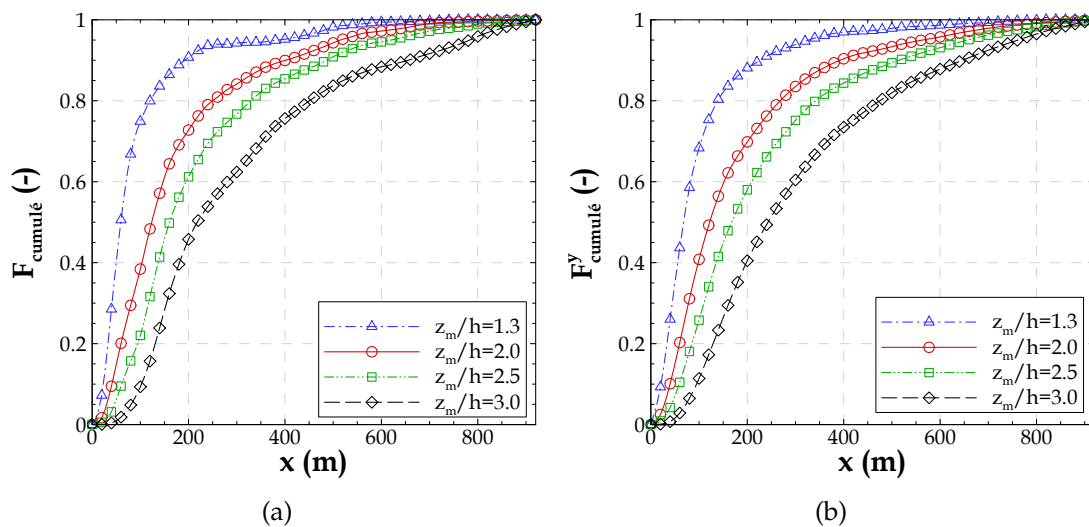 1
0.8
0.6
0.4
0.2
0
F_cumulé (-)
0 200 400 600 800
x (m)
z_m/h=1.3
z_m/h=2.0
z_m/h=2.5
z_m/h=3.0
(a)
1
0.8
0.6
0.4
0.2
0
F^y_cumulé (-)
0 200 400 600 800
x (m)
z_m/h=1.3
z_m/h=2.0
z_m/h=2.5
z_m/h=3.0
(b)